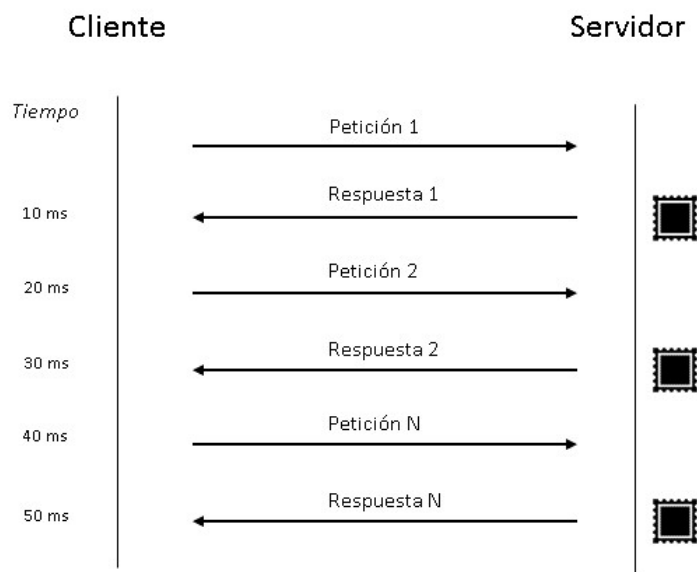 Cliente
Servidor
Tiempo
Petición 1
Respuesta 1
10 ms
Petición 2
20 ms
Respuesta 2
30 ms
Petición N
40 ms
Respuesta N
50 ms